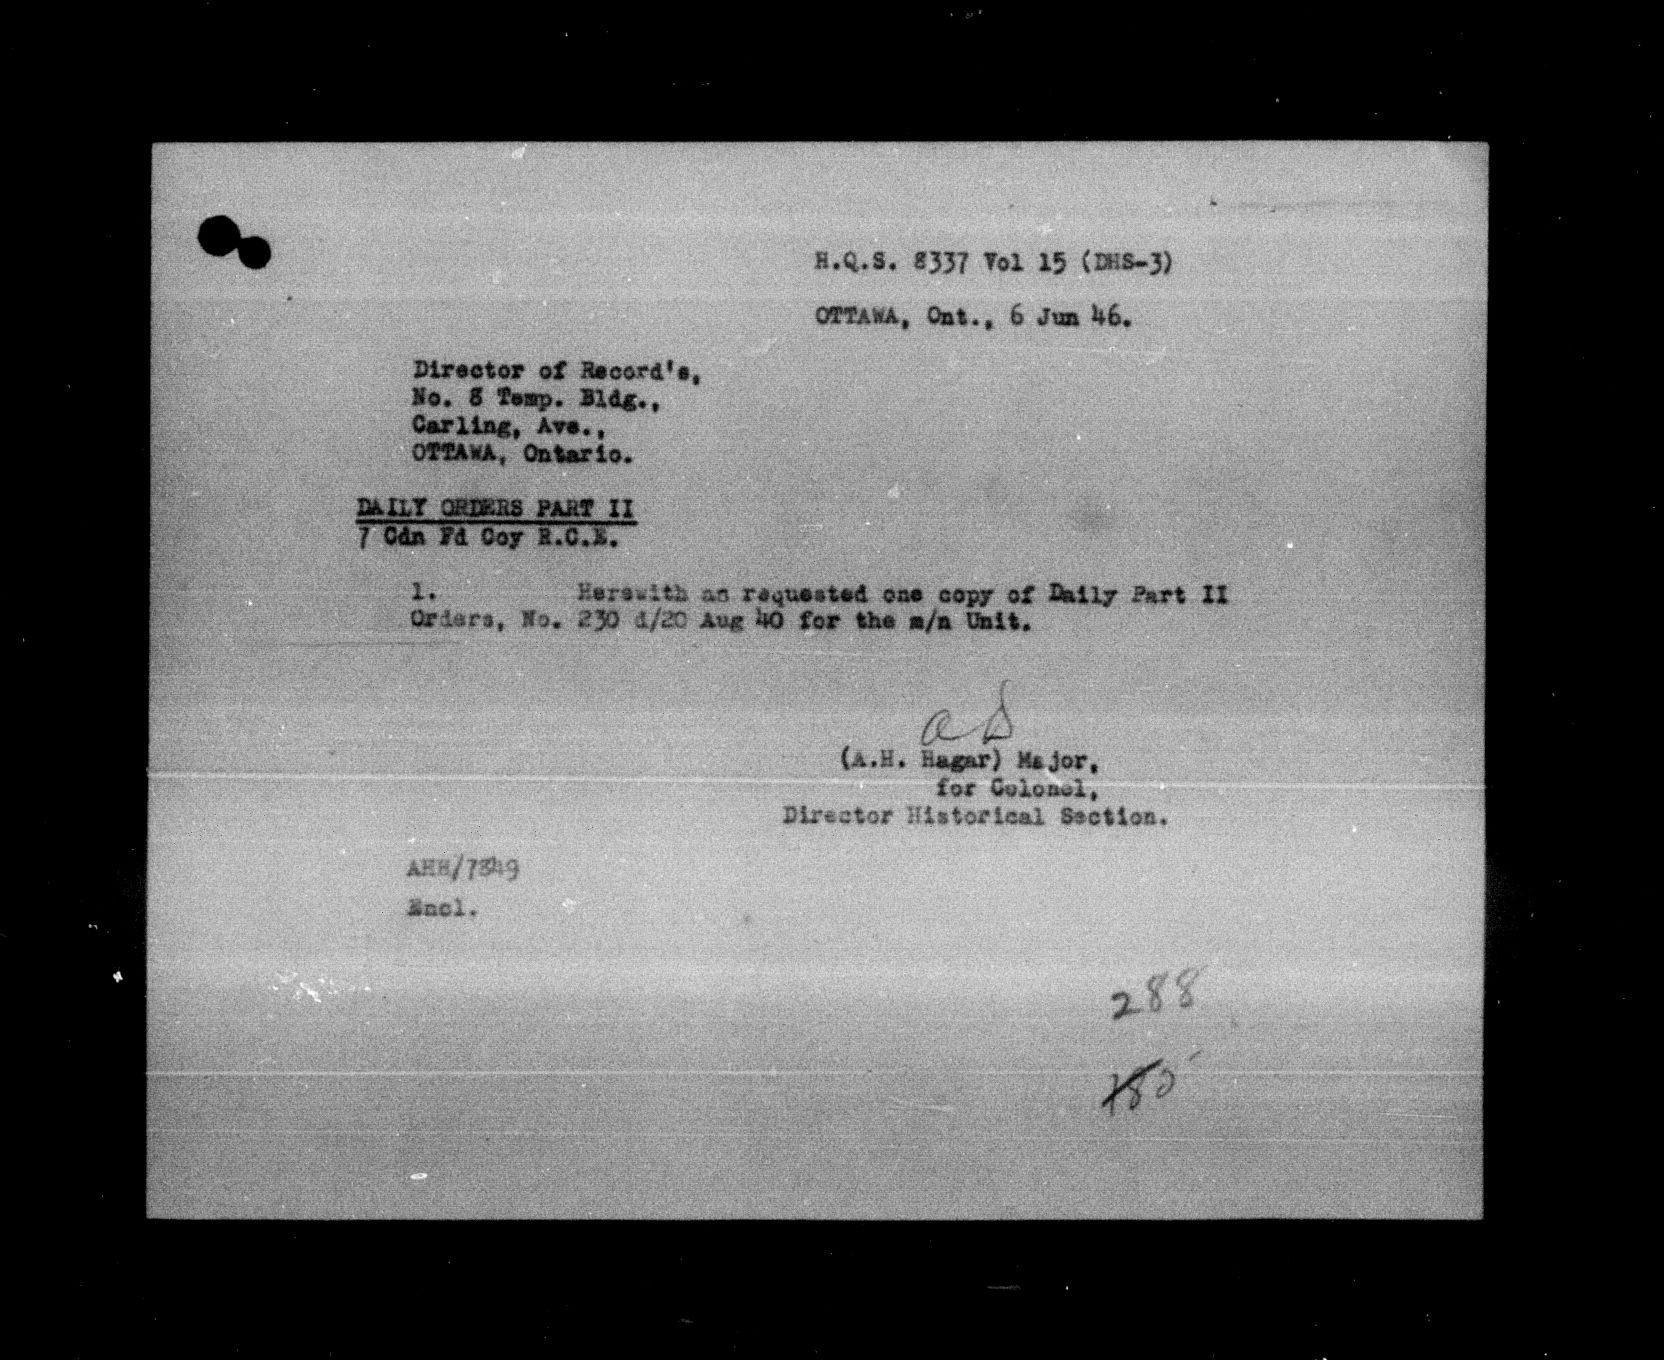 H.Q.S. 8337 Vol 15 (DHS-3)
OTTAWA, Ont., 6 Jun 46.
Director of Record's,
No. 8 Temp. Bldg.,
Carling, Ave.,
OTTAWA, Ontario.
DAILY ORDERS PART II
7 Cdn Fd Coy R.C.E.
1. Herewith as requested one copy of Daily Part II
Orders, No. 230 d/20 Aug 40 for the m/n Unit.
(A.H. Hagar) Major,
for Colonel,
Director Historical Section.
AHH/7849
Encl.
288